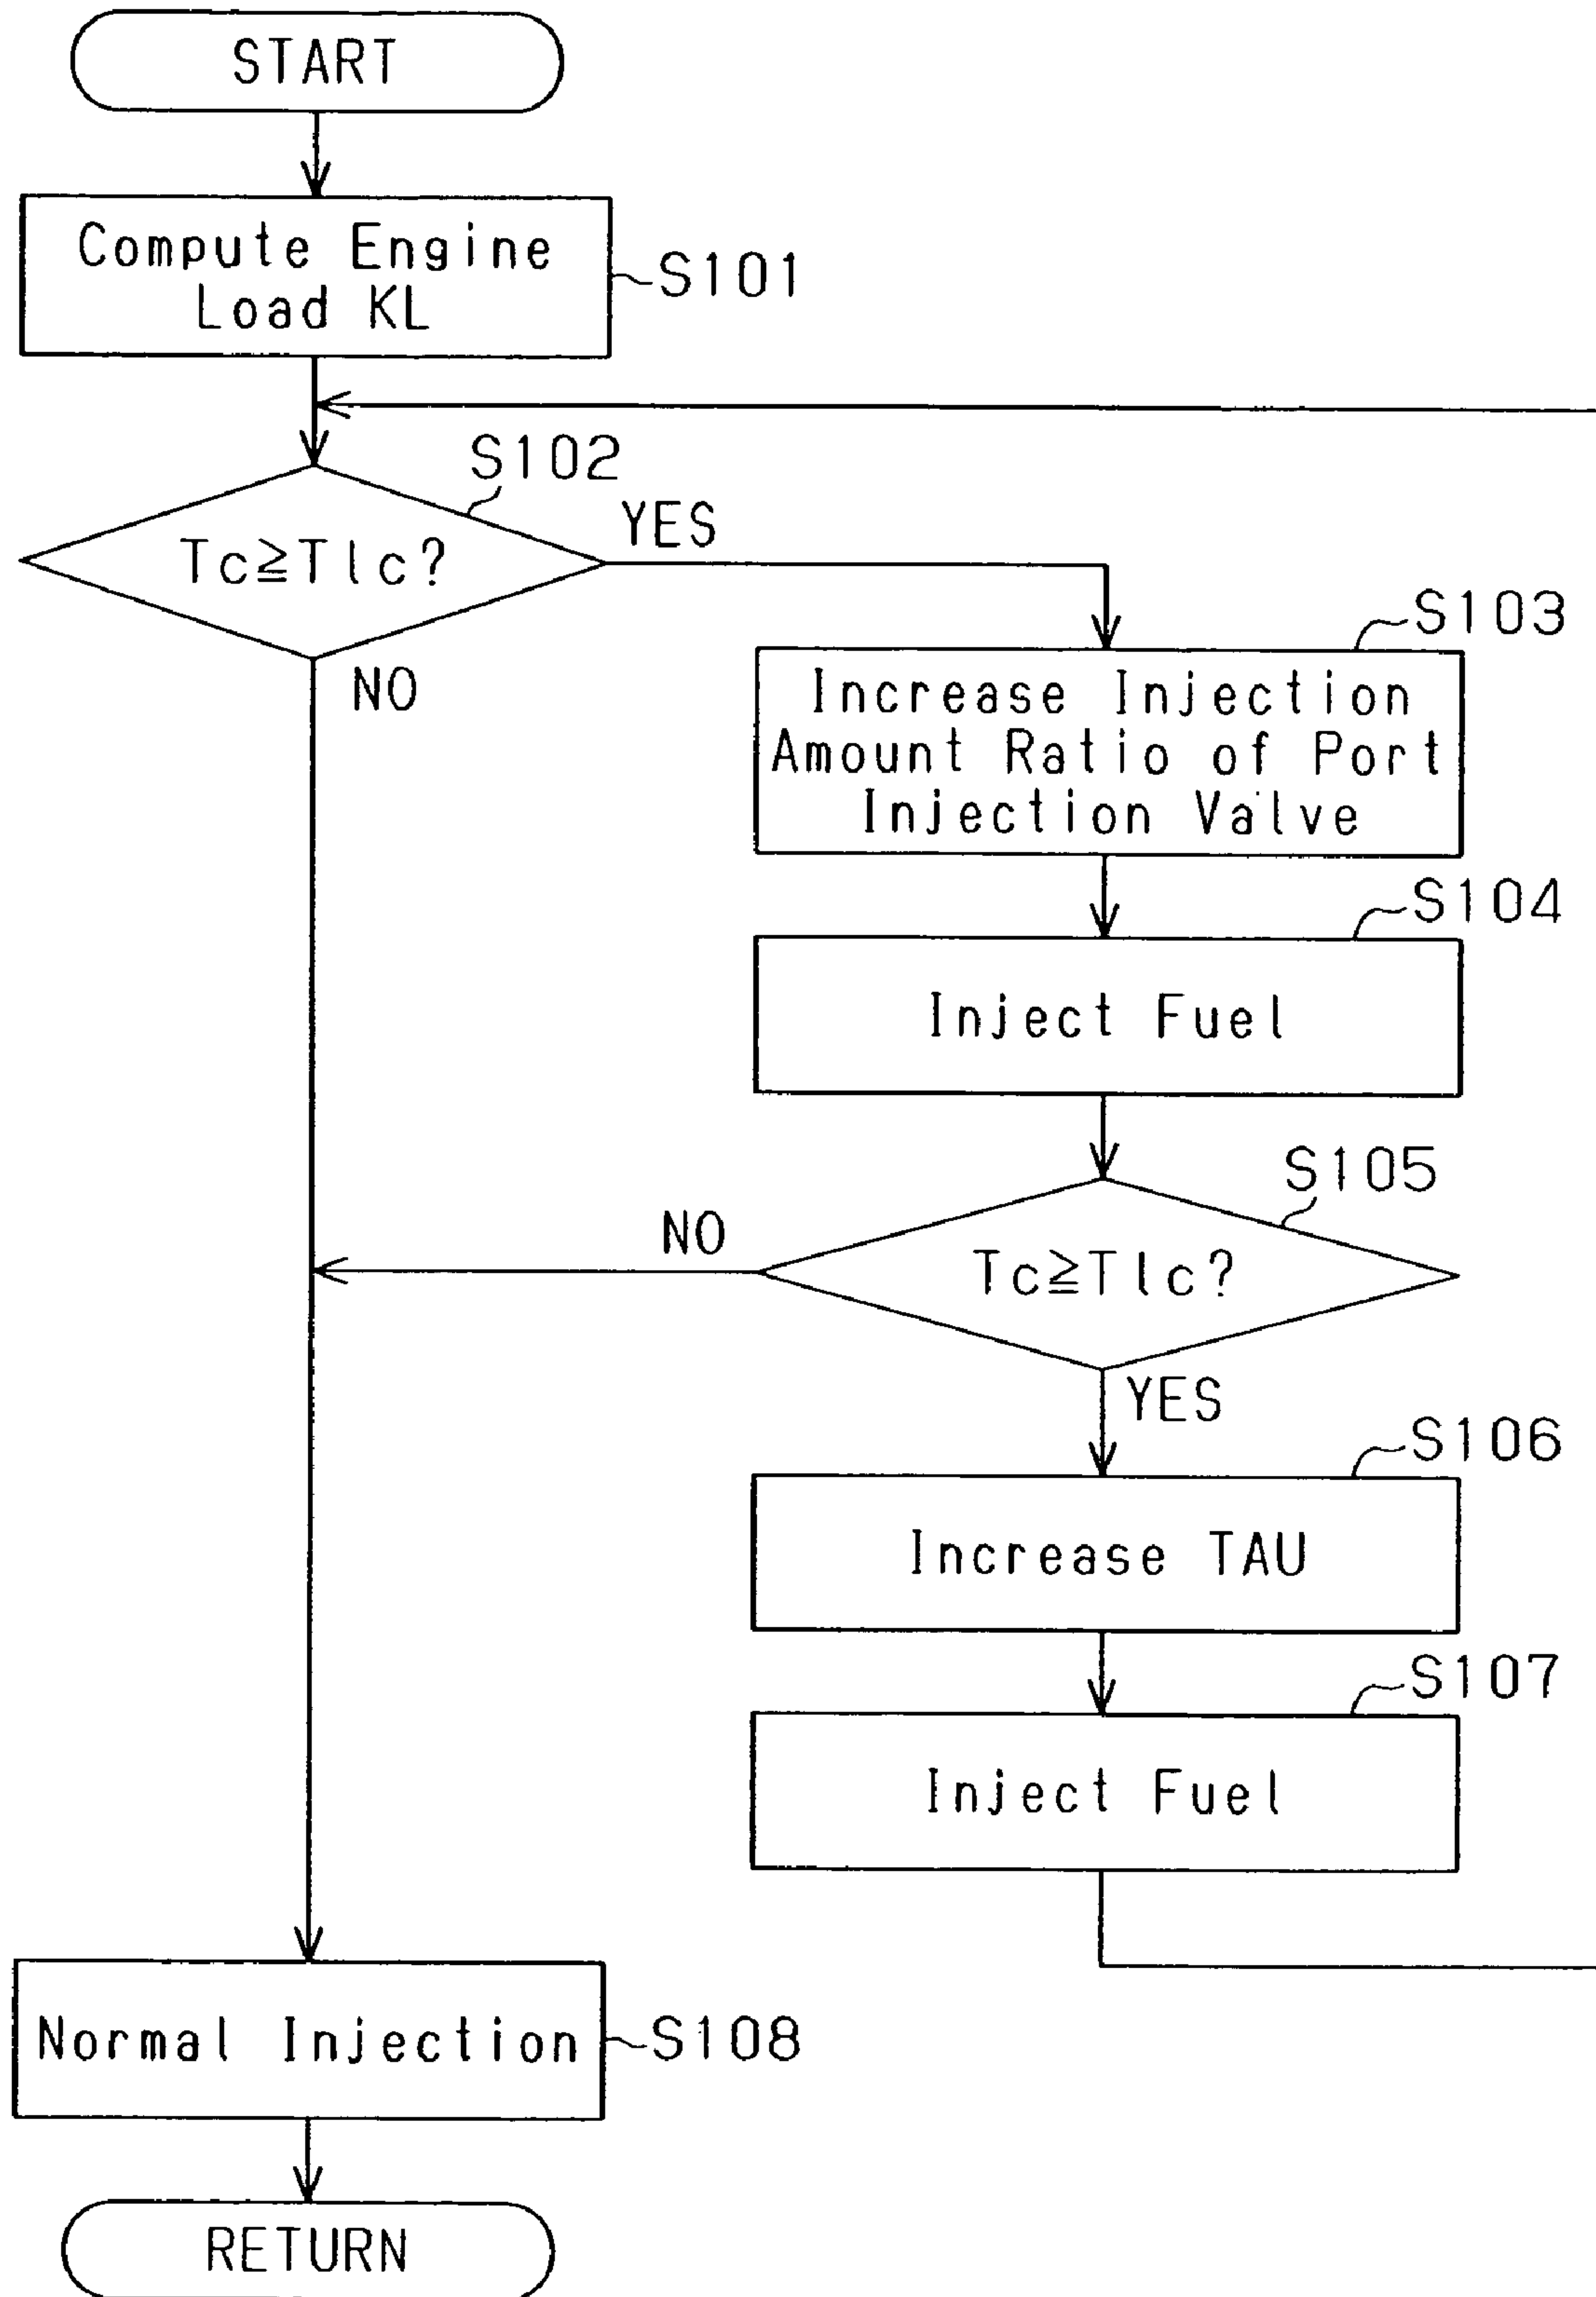 START
Compute Engine
Load KL
S101
S102
Tc≧Tlc?
YES
NO
S103
Increase Injection
Amount Ratio of Port
Injection Valve
S104
Inject Fuel
S105
NO
Tc≧Tlc?
YES
S106
Increase TAU
S107
Inject Fuel
Normal Injection
S108
RETURN